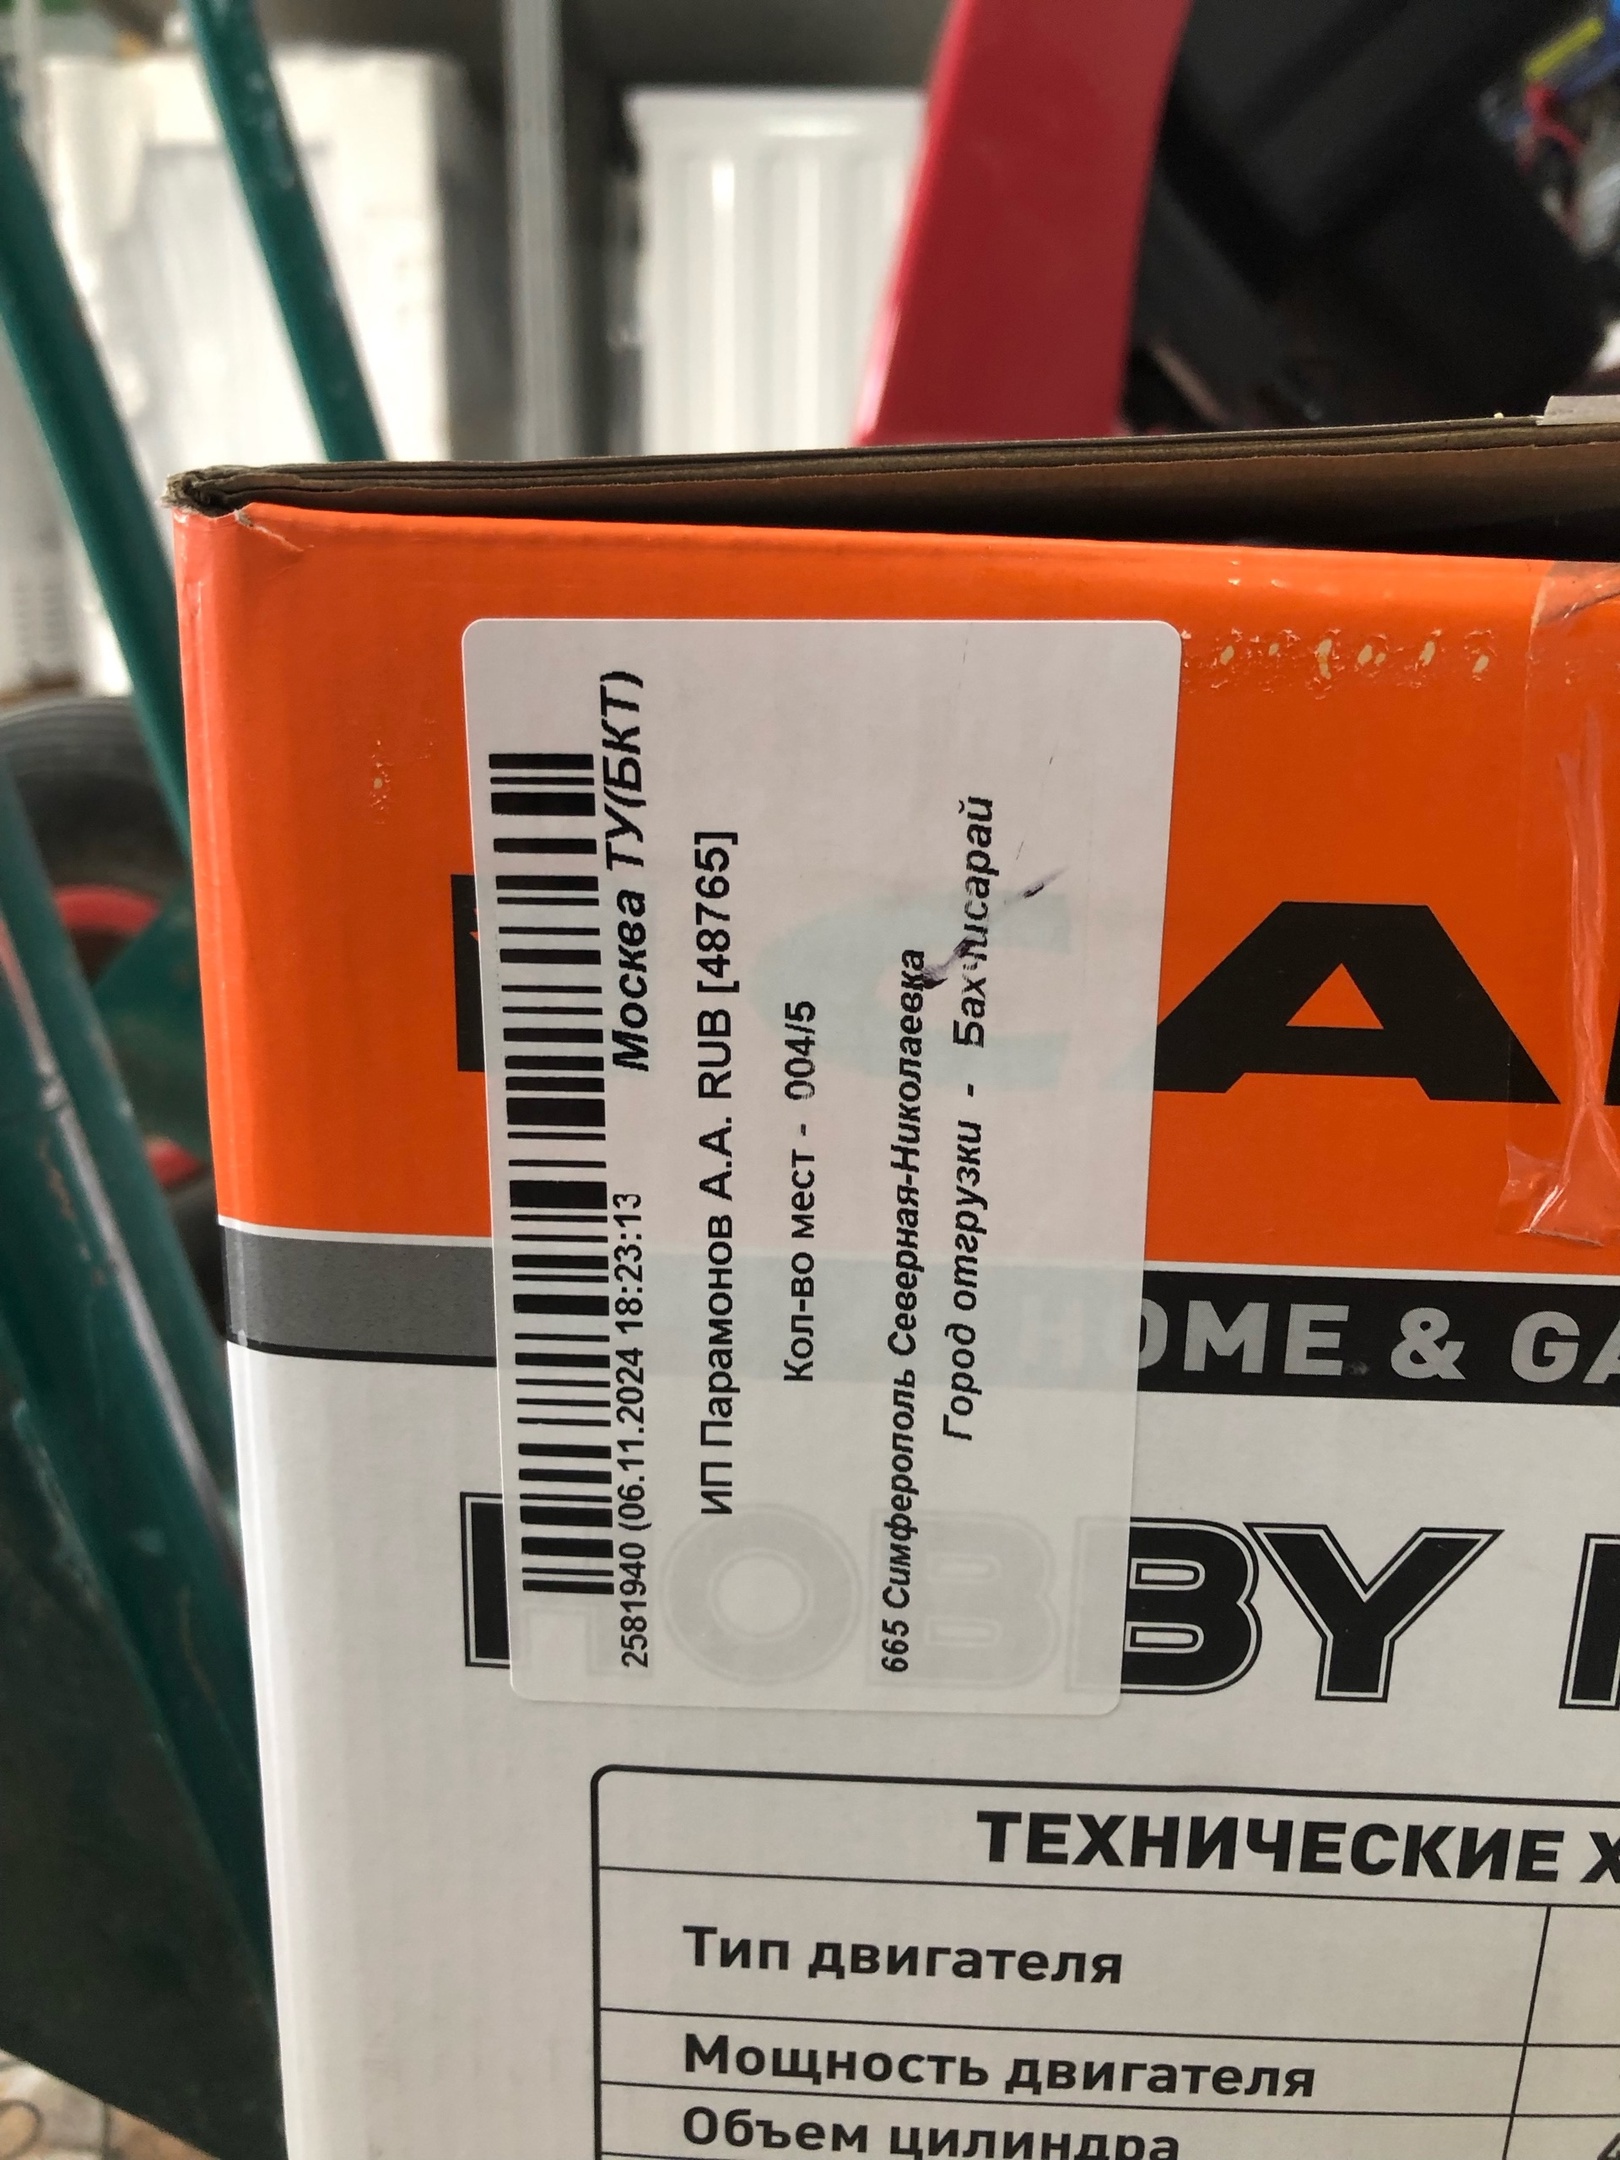 2581940 (06.11.2024 18:23:13
Москва ТУ(БКТ)
ИП Парамонов А.А. RUB [48765]
Кол-во мест - 004/5
665 Симферополь Северная-Николаевка
Город отгрузки - Бахчисарай
OME & GA
HOBBY
ТЕХНИЧЕСКИЕ Х
Тип двигателя
Мощность двигателя
Объем цилиндра